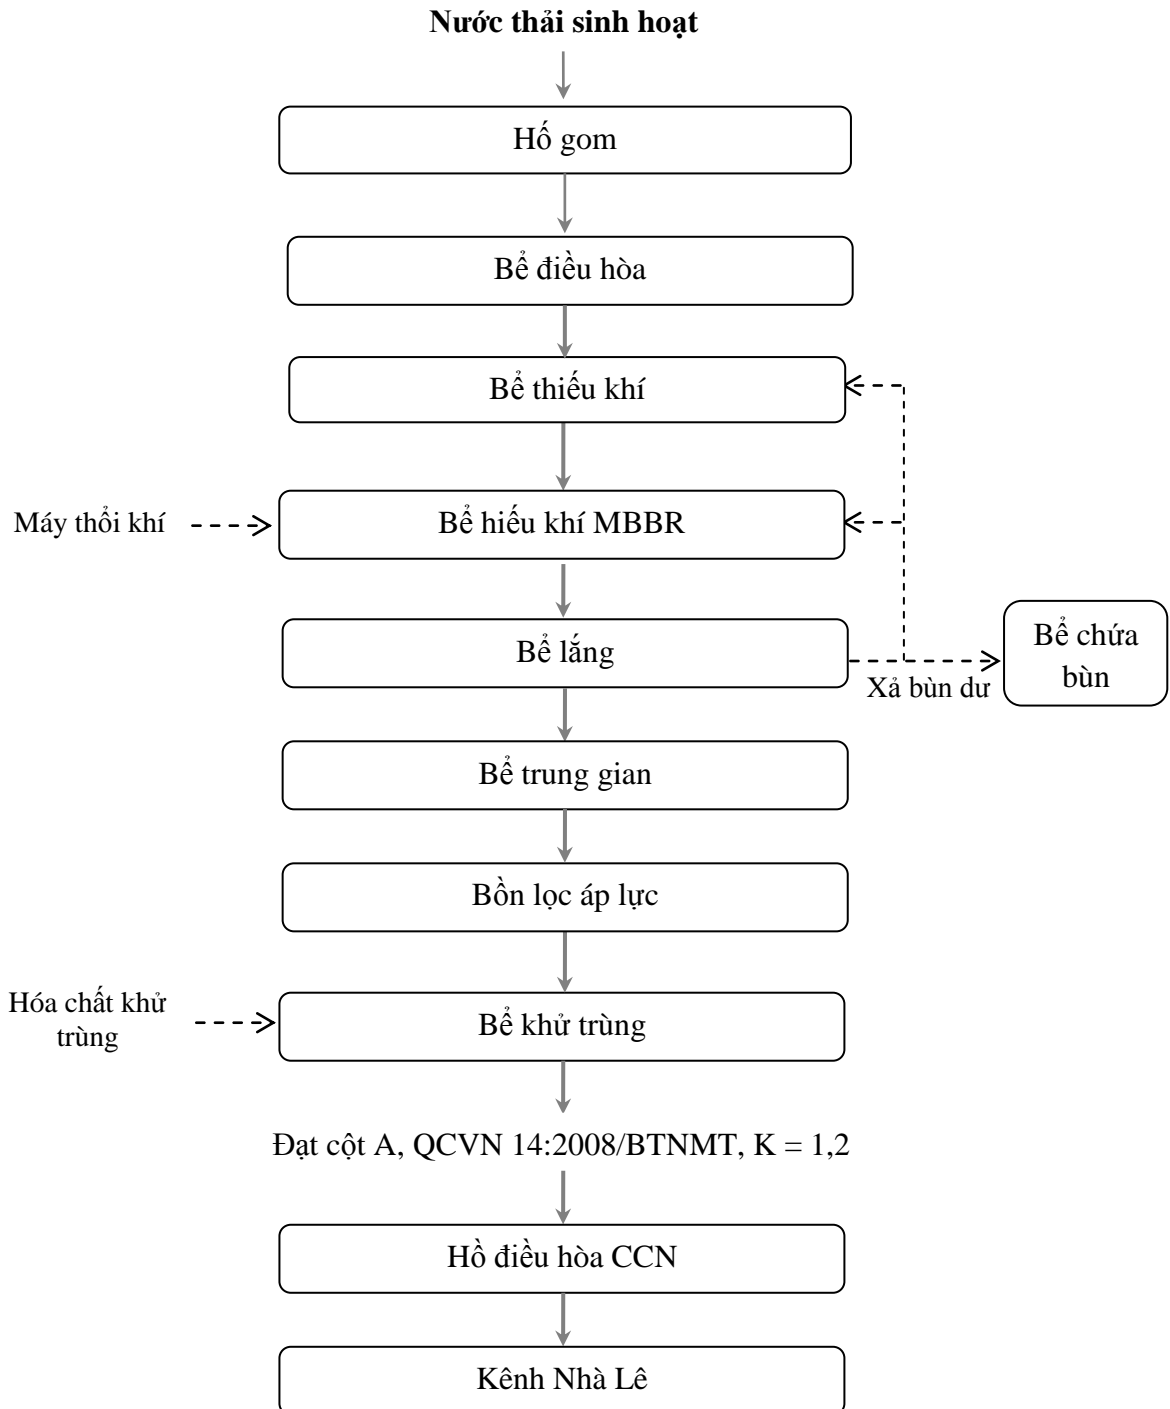 Nước thải sinh hoạt
Hố gom
Bể điều hòa
Bể thiếu khí
Máy thổi khí
Bể hiếu khí MBBR
Bể lắng
Bể chứa
bùn
Xả bùn dư
Bể trung gian
Bồn lọc áp lực
Hóa chất khử
trùng
Bể khử trùng
Đạt cột A, QCVN 14:2008/BTNMT, K = 1,2
Hồ điều hòa CCN
Kênh Nhà Lê